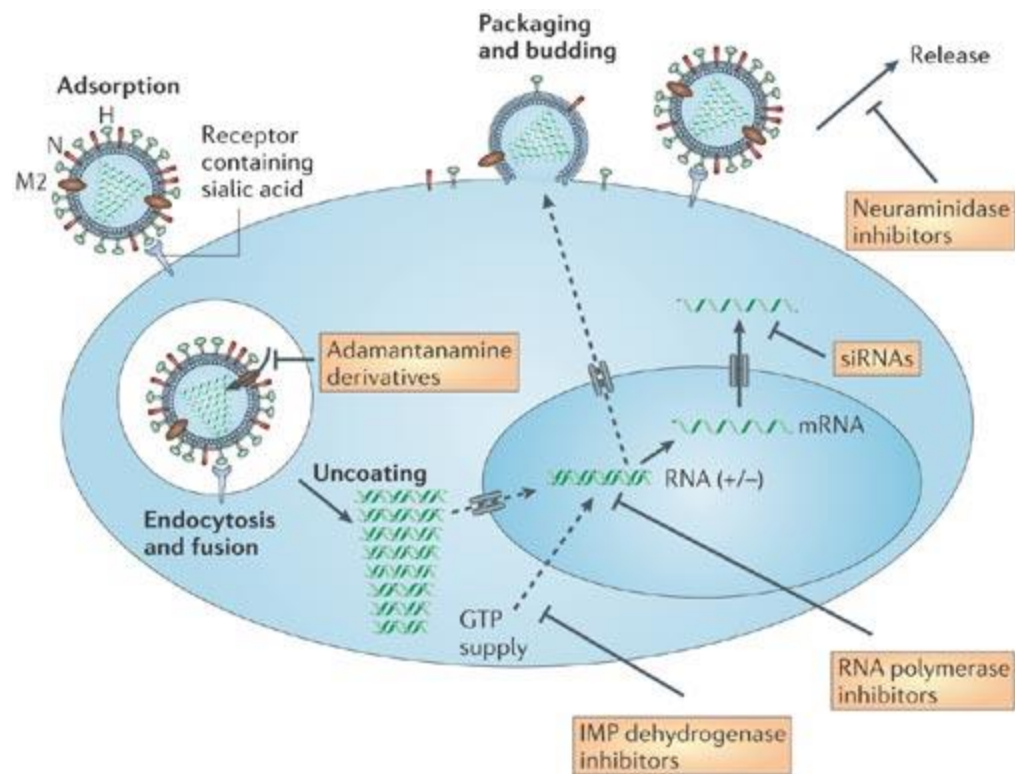 Packaging
and budding
Release
Adsorption
H
N
M2
Receptor
containing
sialic acid
Neuraminidase
inhibitors
Adamantanamine
derivatives
siRNAs
mRNA
Uncoating
RNA (+/–)
Endocytosis
and fusion
GTP
supply
RNA polymerase
inhibitors
IMP dehydrogenase
inhibitors